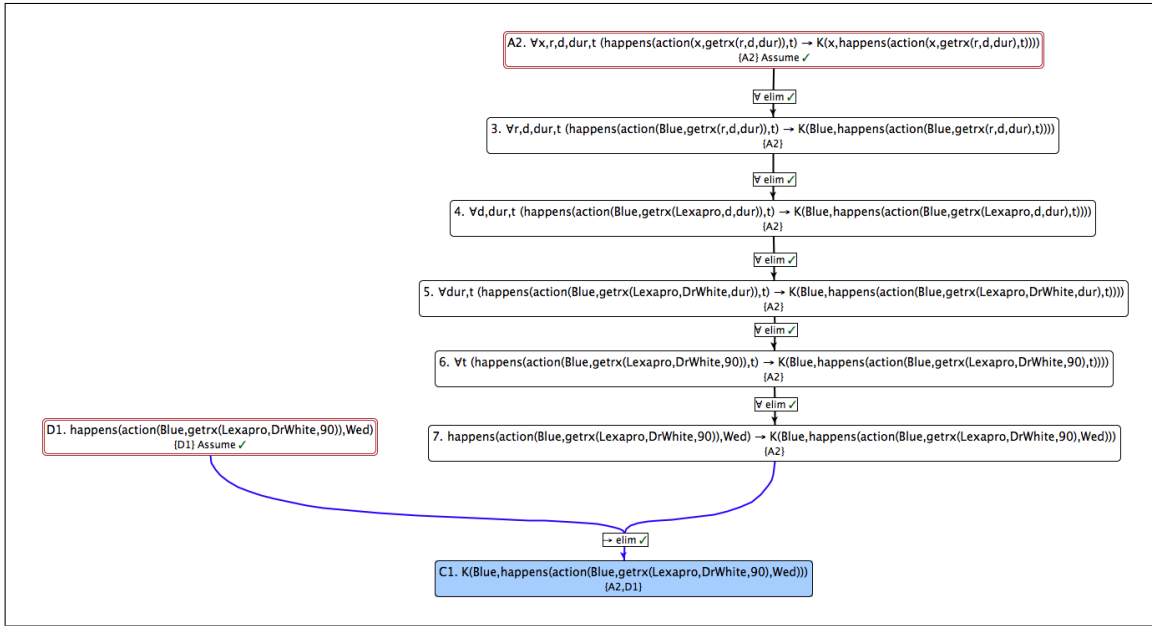 A2. ∀x,r,d,dur,t (happens(action(x,getrx(r,d,dur)),t) → K(x,happens(action(x,getrx(r,d,dur),t))))
{A2} Assume ✓
∀ elim ✓
3. ∀r,d,dur,t (happens(action(Blue,getrx(r,d,dur)),t) → K(Blue,happens(action(Blue,getrx(r,d,dur),t))))
{A2}
∀ elim ✓
4. ∀d,dur,t (happens(action(Blue,getrx(Lexapro,d,dur)),t) → K(Blue,happens(action(Blue,getrx(Lexapro,d,dur),t))))
{A2}
∀ elim ✓
5. ∀dur,t (happens(action(Blue,getrx(Lexapro,DrWhite,dur)),t) → K(Blue,happens(action(Blue,getrx(Lexapro,DrWhite,dur),t))))
{A2}
∀ elim ✓
6. ∀t (happens(action(Blue,getrx(Lexapro,DrWhite,90)),t) → K(Blue,happens(action(Blue,getrx(Lexapro,DrWhite,90),t))))
{A2}
∀ elim ✓
D1. happens(action(Blue,getrx(Lexapro,DrWhite,90)),Wed)
{D1} Assume ✓
7. happens(action(Blue,getrx(Lexapro,DrWhite,90)),Wed) → K(Blue,happens(action(Blue,getrx(Lexapro,DrWhite,90),Wed)))
{A2}
→ elim ✓
C1. K(Blue,happens(action(Blue,getrx(Lexapro,DrWhite,90),Wed)))
{A2,D1}